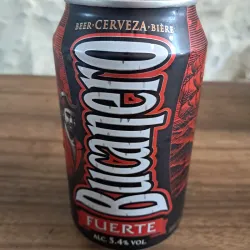 BEER·CERVEZA·BIÈRE
Bucanero
FUERTE
ALC. 5.4% VOL.